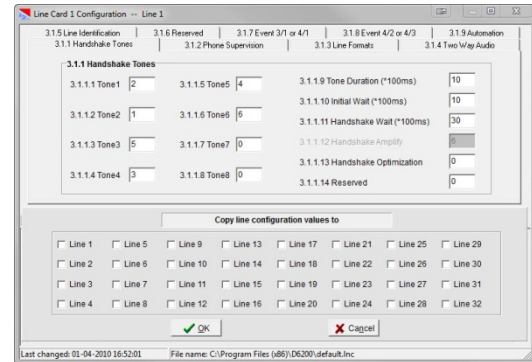 Line Card 1 Configuration -- Line 1
3.1.5 Line Identification 3.1.6 Reserved 3.1.7 Event 3/1 or 4/1 3.1.8 Event 4/2 or 4/3 3.1.9 Automation
3.1.1 Handshake Tones 3.1.2 Phone Supervision 3.1.3 Line Formats 3.1.4 Two Way Audio
3.1.1 Handshake Tones
3.1.1.1 Tone1 2 3.1.1.5 Tone5 4 3.1.1.9 Tone Duration (*100ms) 10
3.1.1.2 Tone2 1 3.1.1.6 Tone6 6 3.1.1.10 Initial Wait (*100ms) 10
3.1.1.11 Handshake Wait (*100ms) 30
3.1.1.3 Tone3 5 3.1.1.7 Tone7 0 3.1.1.12 Handshake Amplify 6
3.1.1.13 Handshake Optimization 0
3.1.1.4 Tone4 3 3.1.1.8 Tone8 0 3.1.1.14 Reserved 0
Copy line configuration values to
Line 1 Line 5 Line 9 Line 13 Line 17 Line 21 Line 25 Line 29
Line 2 Line 6 Line 10 Line 14 Line 18 Line 22 Line 26 Line 30
Line 3 Line 7 Line 11 Line 15 Line 19 Line 23 Line 27 Line 31
Line 4 Line 8 Line 12 Line 16 Line 20 Line 24 Line 28 Line 32
OK Cancel
Last changed: 01-04-2010 16:52:01 File name: C:\Program Files (x86)\D6200\default.lnc